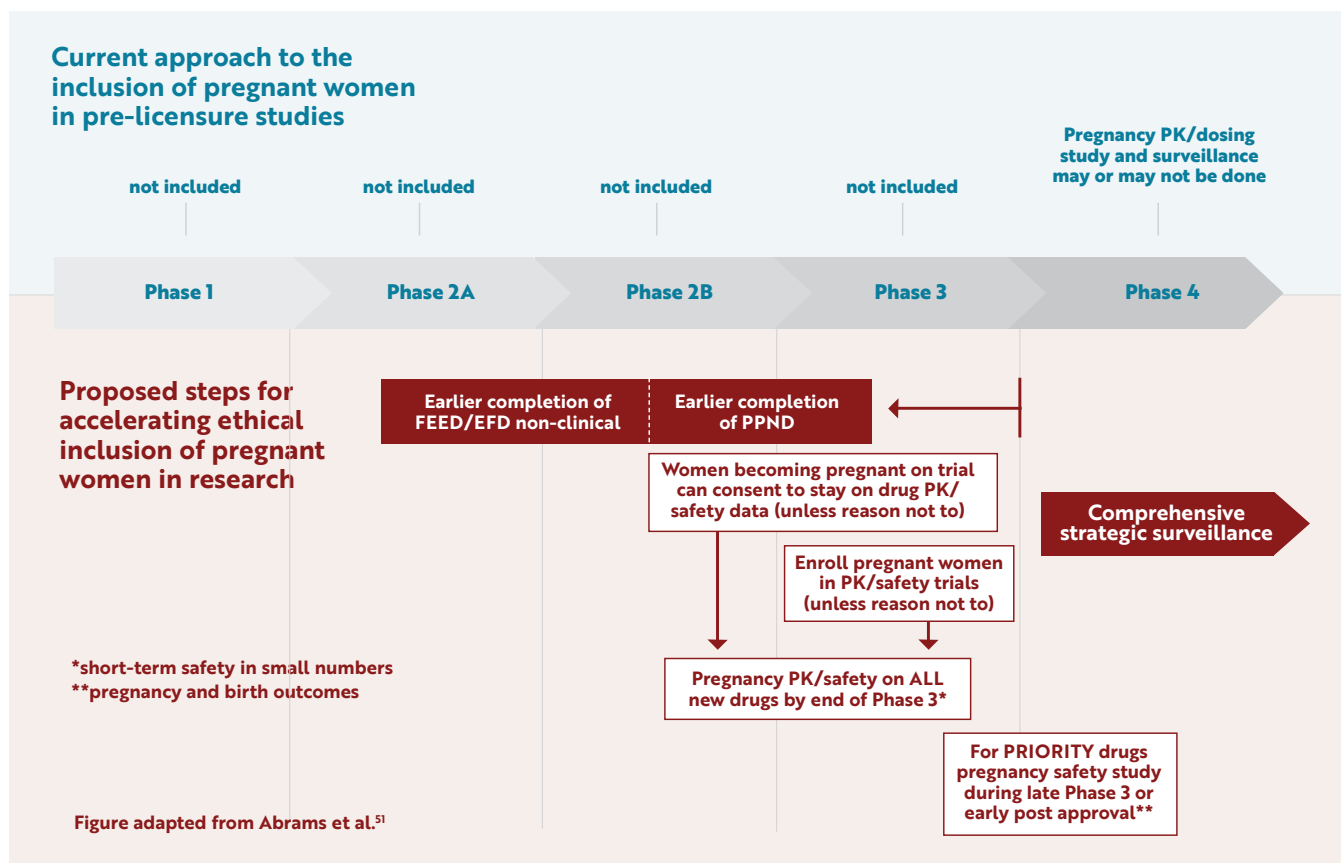 Current approach to the
inclusion of pregnant women
in pre-licensure studies
not included
not included
not included
not included
Pregnancy PK/dosing
study and surveillance
may or may not be done
Phase 1
Phase 2A
Phase 2B
Phase 3
Phase 4
Proposed steps for
accelerating ethical
inclusion of pregnant
women in research
Earlier completion of
FEED/EFD non-clinical
Earlier completion
of PPND
Women becoming pregnant on trial
can consent to stay on drug PK/
safety data (unless reason not to)
Enroll pregnant women
in PK/safety trials
(unless reason not to)
Comprehensive
strategic surveillance
*short-term safety in small numbers
**pregnancy and birth outcomes
Pregnancy PK/safety on ALL
new drugs by end of Phase 3*
For PRIORITY drugs
pregnancy safety study
during late Phase 3 or
early post approval**
Figure adapted from Abrams et al.⁵¹